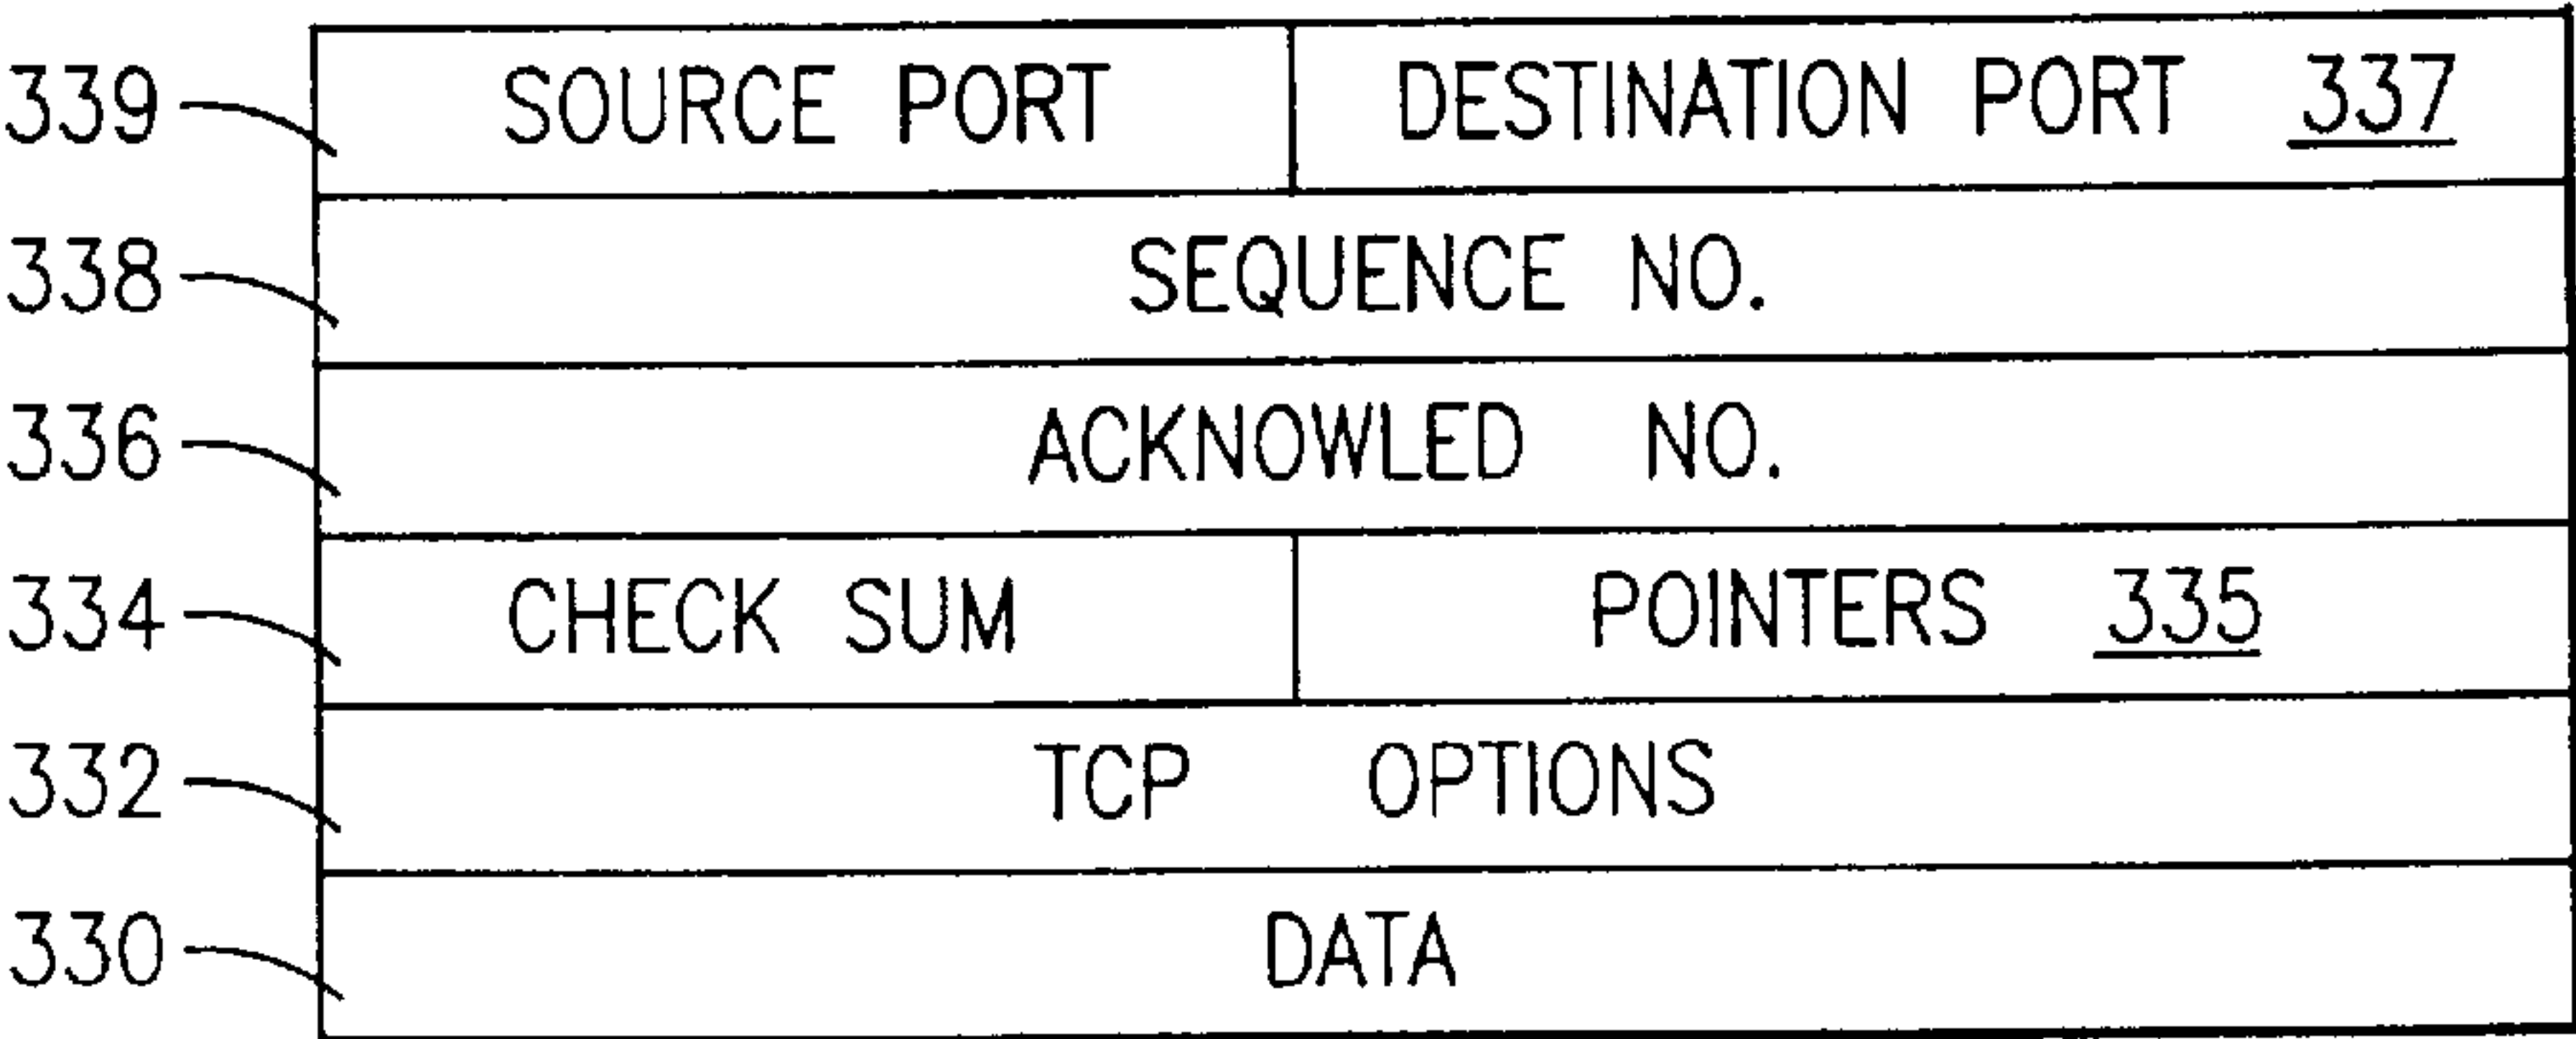 339 SOURCE PORT DESTINATION PORT 337
338 SEQUENCE NO.
336 ACKNOWLED NO.
334 CHECK SUM POINTERS 335
332 TCP OPTIONS
330 DATA